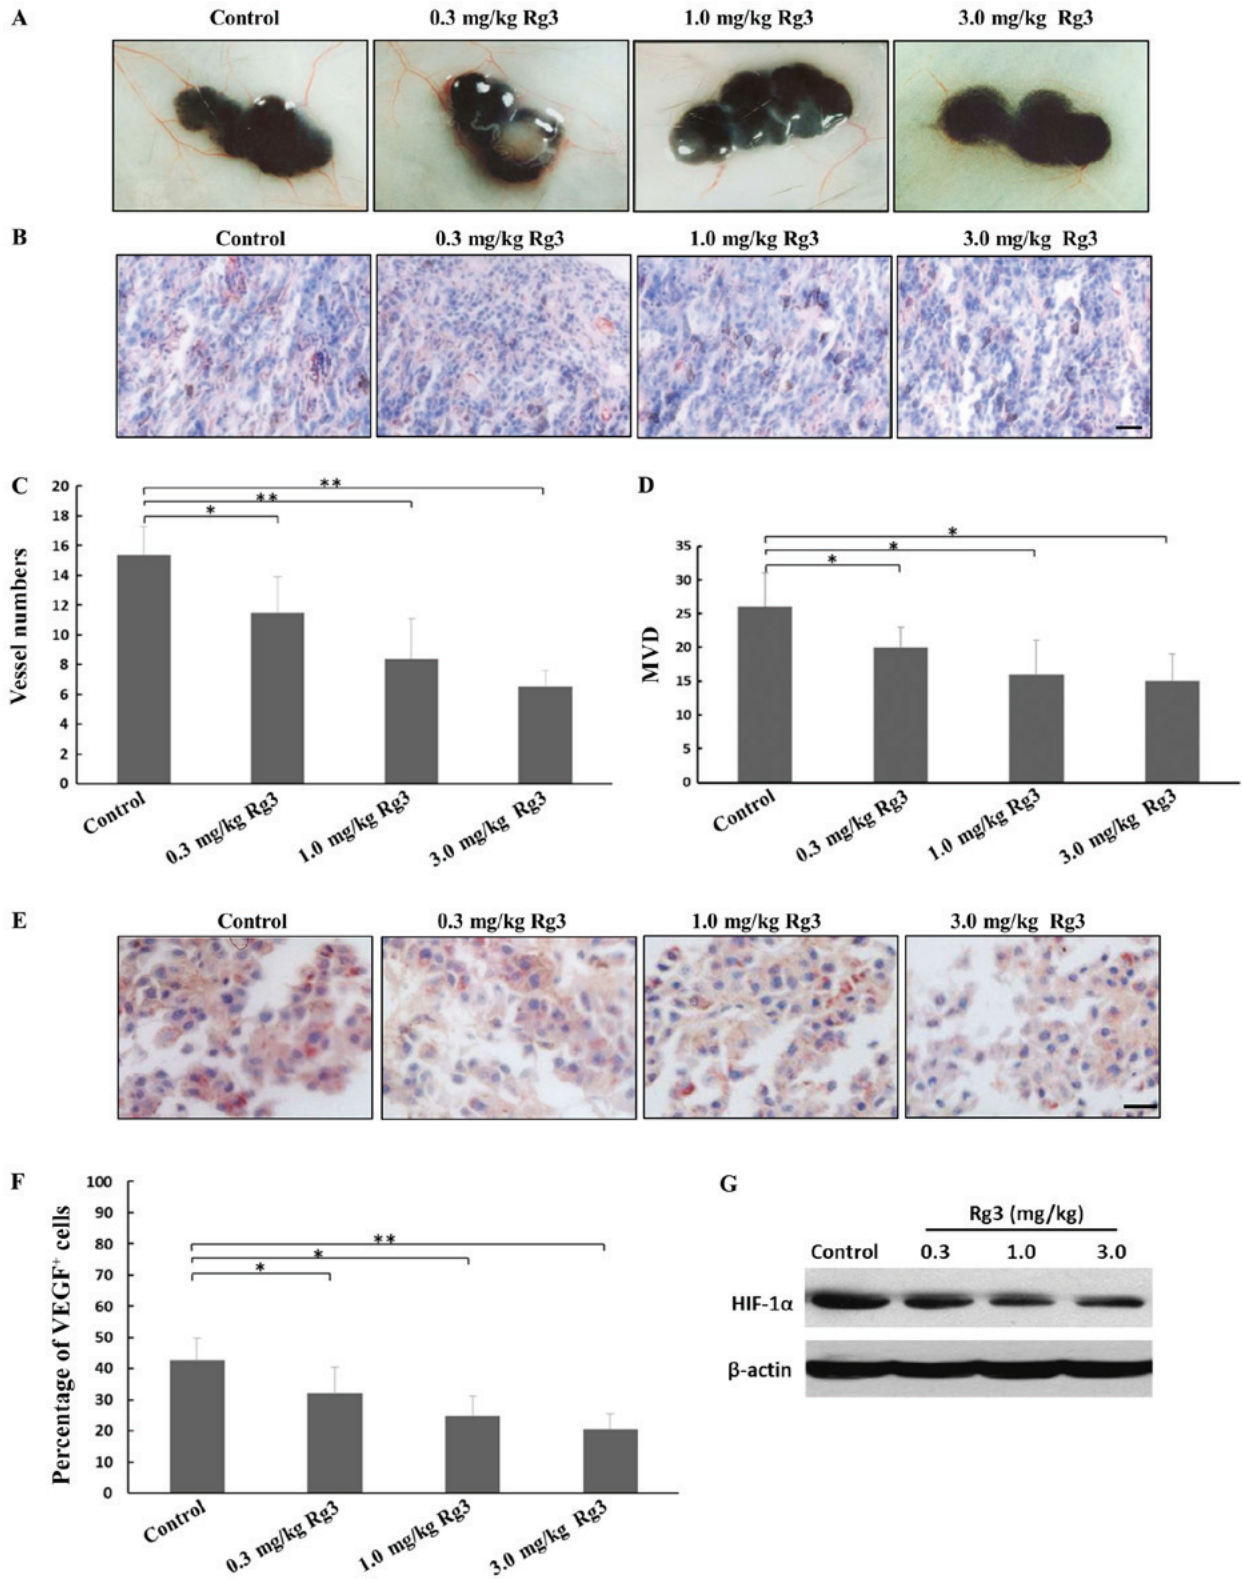 A
Control
0.3 mg/kg Rg3
1.0 mg/kg Rg3
3.0 mg/kg Rg3
B
Control
0.3 mg/kg Rg3
1.0 mg/kg Rg3
3.0 mg/kg Rg3
C
Vessel numbers
20
18
16
14
12
10
8
6
4
2
0
**
**
*
Control
0.3 mg/kg Rg3
1.0 mg/kg Rg3
3.0 mg/kg Rg3
D
MVD
35
30
25
20
15
10
5
0
*
*
*
Control
0.3 mg/kg Rg3
1.0 mg/kg Rg3
3.0 mg/kg Rg3
E
Control
0.3 mg/kg Rg3
1.0 mg/kg Rg3
3.0 mg/kg Rg3
F
Percentage of VEGF⁺ cells
100
90
80
70
60
50
40
30
20
10
0
**
*
*
Control
0.3 mg/kg Rg3
1.0 mg/kg Rg3
3.0 mg/kg Rg3
G
Rg3 (mg/kg)
Control 0.3 1.0 3.0
HIF-1α
β-actin